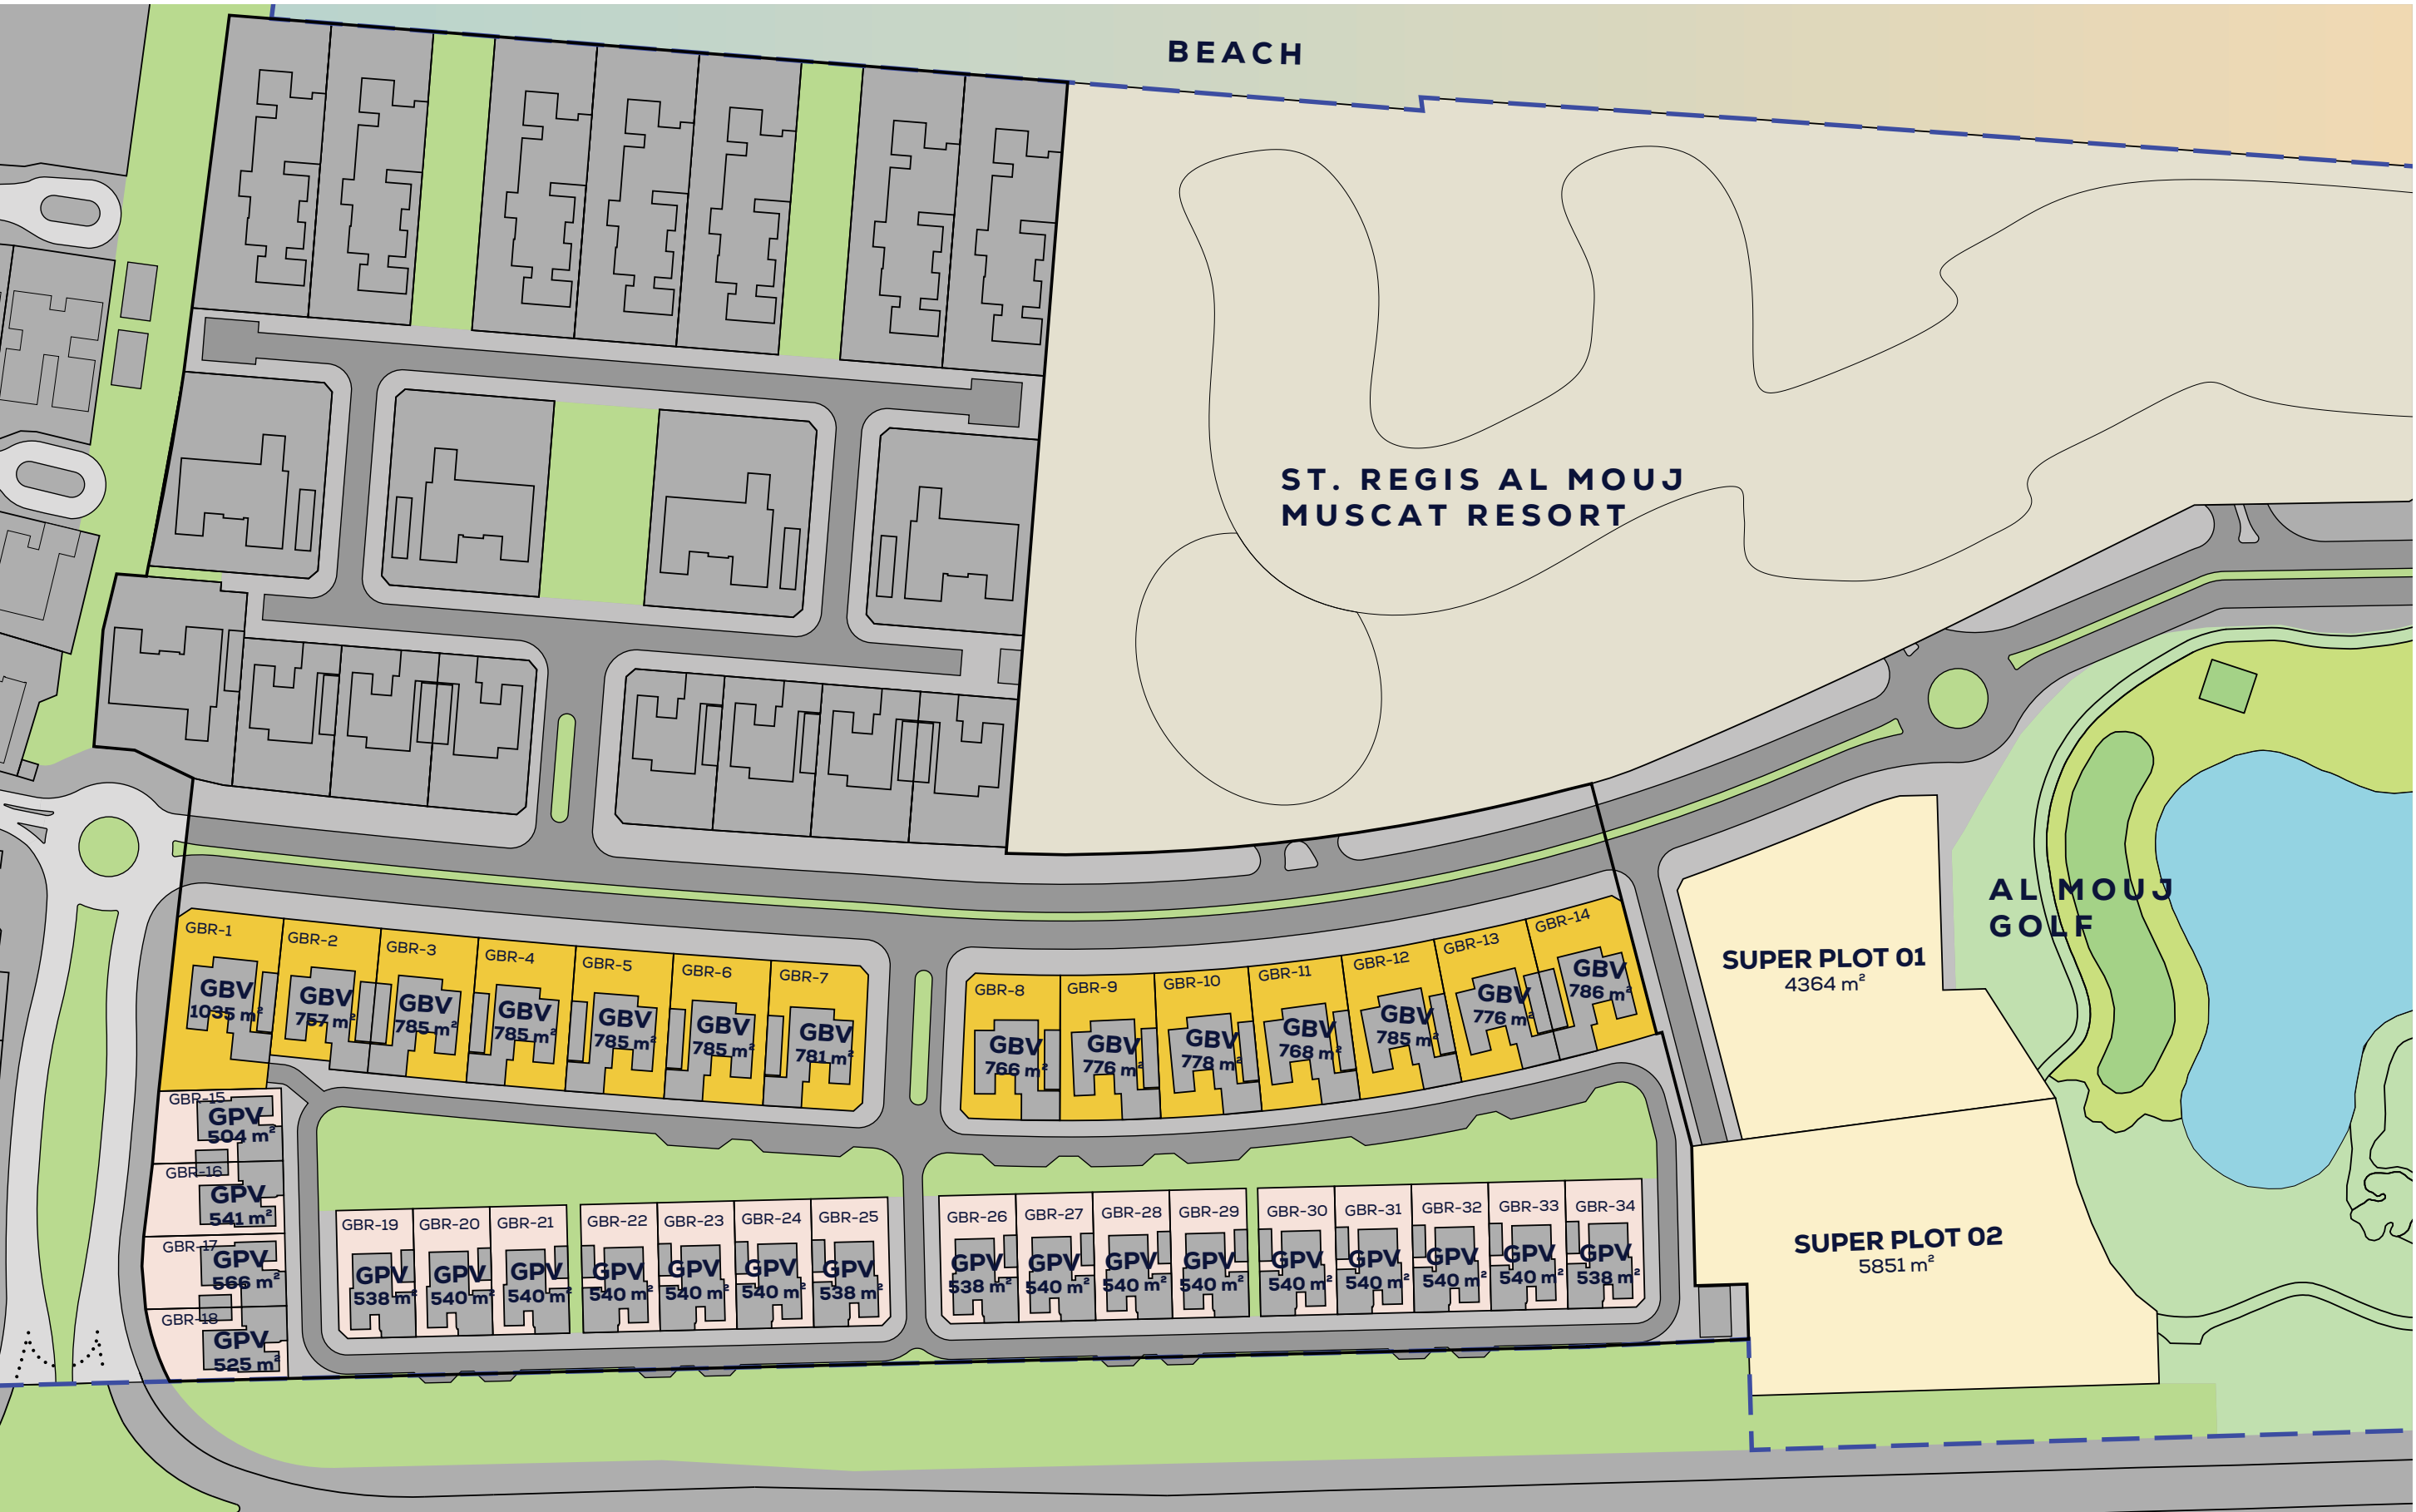 BEACH
ST. REGIS AL MOUJ
MUSCAT RESORT
AL MOUJ
GOLF
SUPER PLOT 01
4364 m²
SUPER PLOT 02
5851 m²
GBR-1
GBV
1035 m²
GBR-2
GBV
757 m²
GBR-3
GBV
785 m²
GBR-4
GBV
785 m²
GBR-5
GBV
785 m²
GBR-6
GBV
785 m²
GBR-7
GBV
781 m²
GBR-8
GBV
766 m²
GBR-9
GBV
776 m²
GBR-10
GBV
778 m²
GBR-11
GBV
768 m²
GBR-12
GBV
785 m²
GBR-13
GBV
776 m²
GBR-14
GBV
786 m²
GBR-15
GPV
504 m²
GBR-16
GPV
541 m²
GBR-17
GPV
566 m²
GBR-18
GPV
525 m²
GBR-19
GPV
538 m²
GBR-20
GPV
540 m²
GBR-21
GPV
540 m²
GBR-22
GPV
540 m²
GBR-23
GPV
540 m²
GBR-24
GPV
540 m²
GBR-25
GPV
538 m²
GBR-26
GPV
538 m²
GBR-27
GPV
540 m²
GBR-28
GPV
540 m²
GBR-29
GPV
540 m²
GBR-30
GPV
540 m²
GBR-31
GPV
540 m²
GBR-32
GPV
540 m²
GBR-33
GPV
540 m²
GBR-34
GPV
538 m²